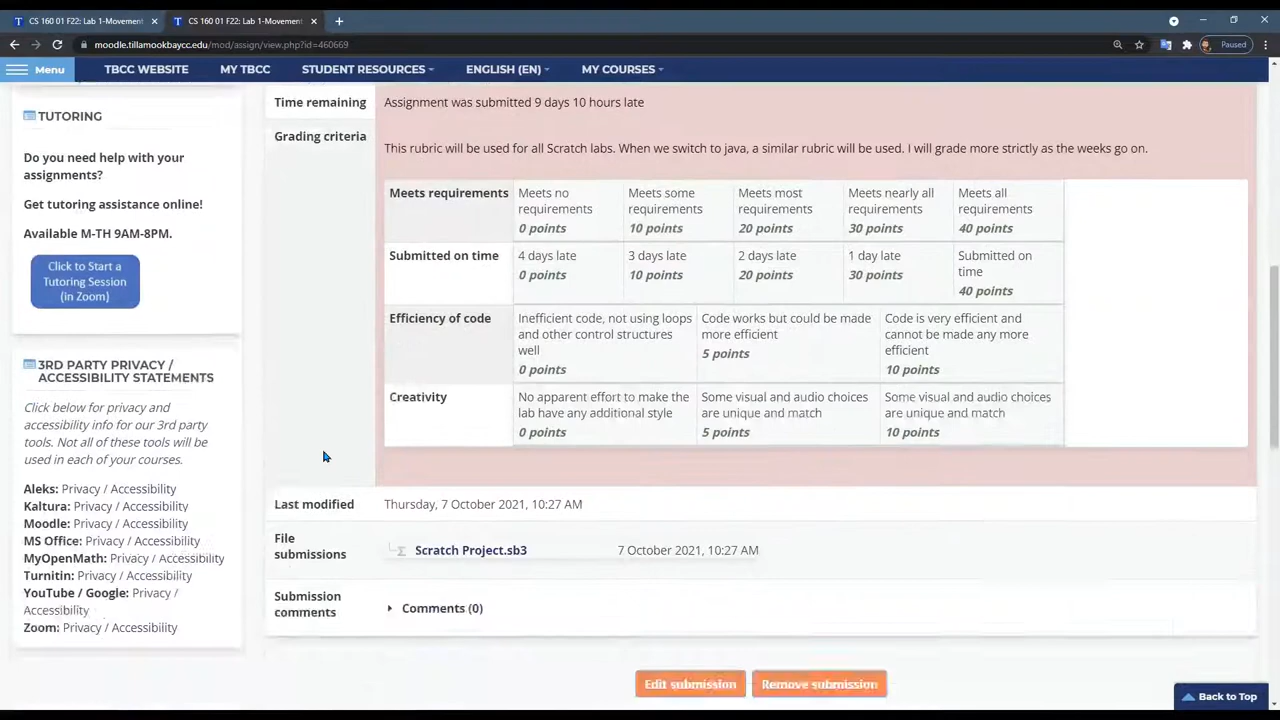 CS 160 01 F22: Lab 1-Movement
CS 160 01 F22: Lab 1-Movement
moodle.tillamookbaycc.edu/mod/assign/view.php?id=460669
Paused
Menu
TBCC WEBSITE
MY TBCC
STUDENT RESOURCES
ENGLISH (EN)
MY COURSES
TUTORING
Do you need help with your
assignments?
Get tutoring assistance online!
Available M-TH 9AM-8PM.
Click to Start a
Tutoring Session
(in Zoom)
3RD PARTY PRIVACY /
ACCESSIBILITY STATEMENTS
Click below for privacy and
accessibility info for our 3rd party
tools. Not all of these tools will be
used in each of your courses.
Aleks: Privacy / Accessibility
Kaltura: Privacy / Accessibility
Moodle: Privacy / Accessibility
MS Office: Privacy / Accessibility
MyOpenMath: Privacy / Accessibility
Turnitin: Privacy / Accessibility
YouTube / Google: Privacy /
Accessibility
Zoom: Privacy / Accessibility
Time remaining
Assignment was submitted 9 days 10 hours late
Grading criteria
This rubric will be used for all Scratch labs. When we switch to java, a similar rubric will be used. I will grade more strictly as the weeks go on.
Meets requirements
Meets no
requirements
0 points
Meets some
requirements
10 points
Meets most
requirements
20 points
Meets nearly all
requirements
30 points
Meets all
requirements
40 points
Submitted on time
4 days late
0 points
3 days late
10 points
2 days late
20 points
1 day late
30 points
Submitted on
time
40 points
Efficiency of code
Inefficient code, not using loops
and other control structures
well
0 points
Code works but could be made
more efficient
5 points
Code is very efficient and
cannot be made any more
efficient
10 points
Creativity
No apparent effort to make the
lab have any additional style
0 points
Some visual and audio choices
are unique and match
5 points
Some visual and audio choices
are unique and match
10 points
Last modified
Thursday, 7 October 2021, 10:27 AM
File
submissions
Scratch Project.sb3
7 October 2021, 10:27 AM
Submission
comments
Comments (0)
Edit submission
Remove submission
Back to Top